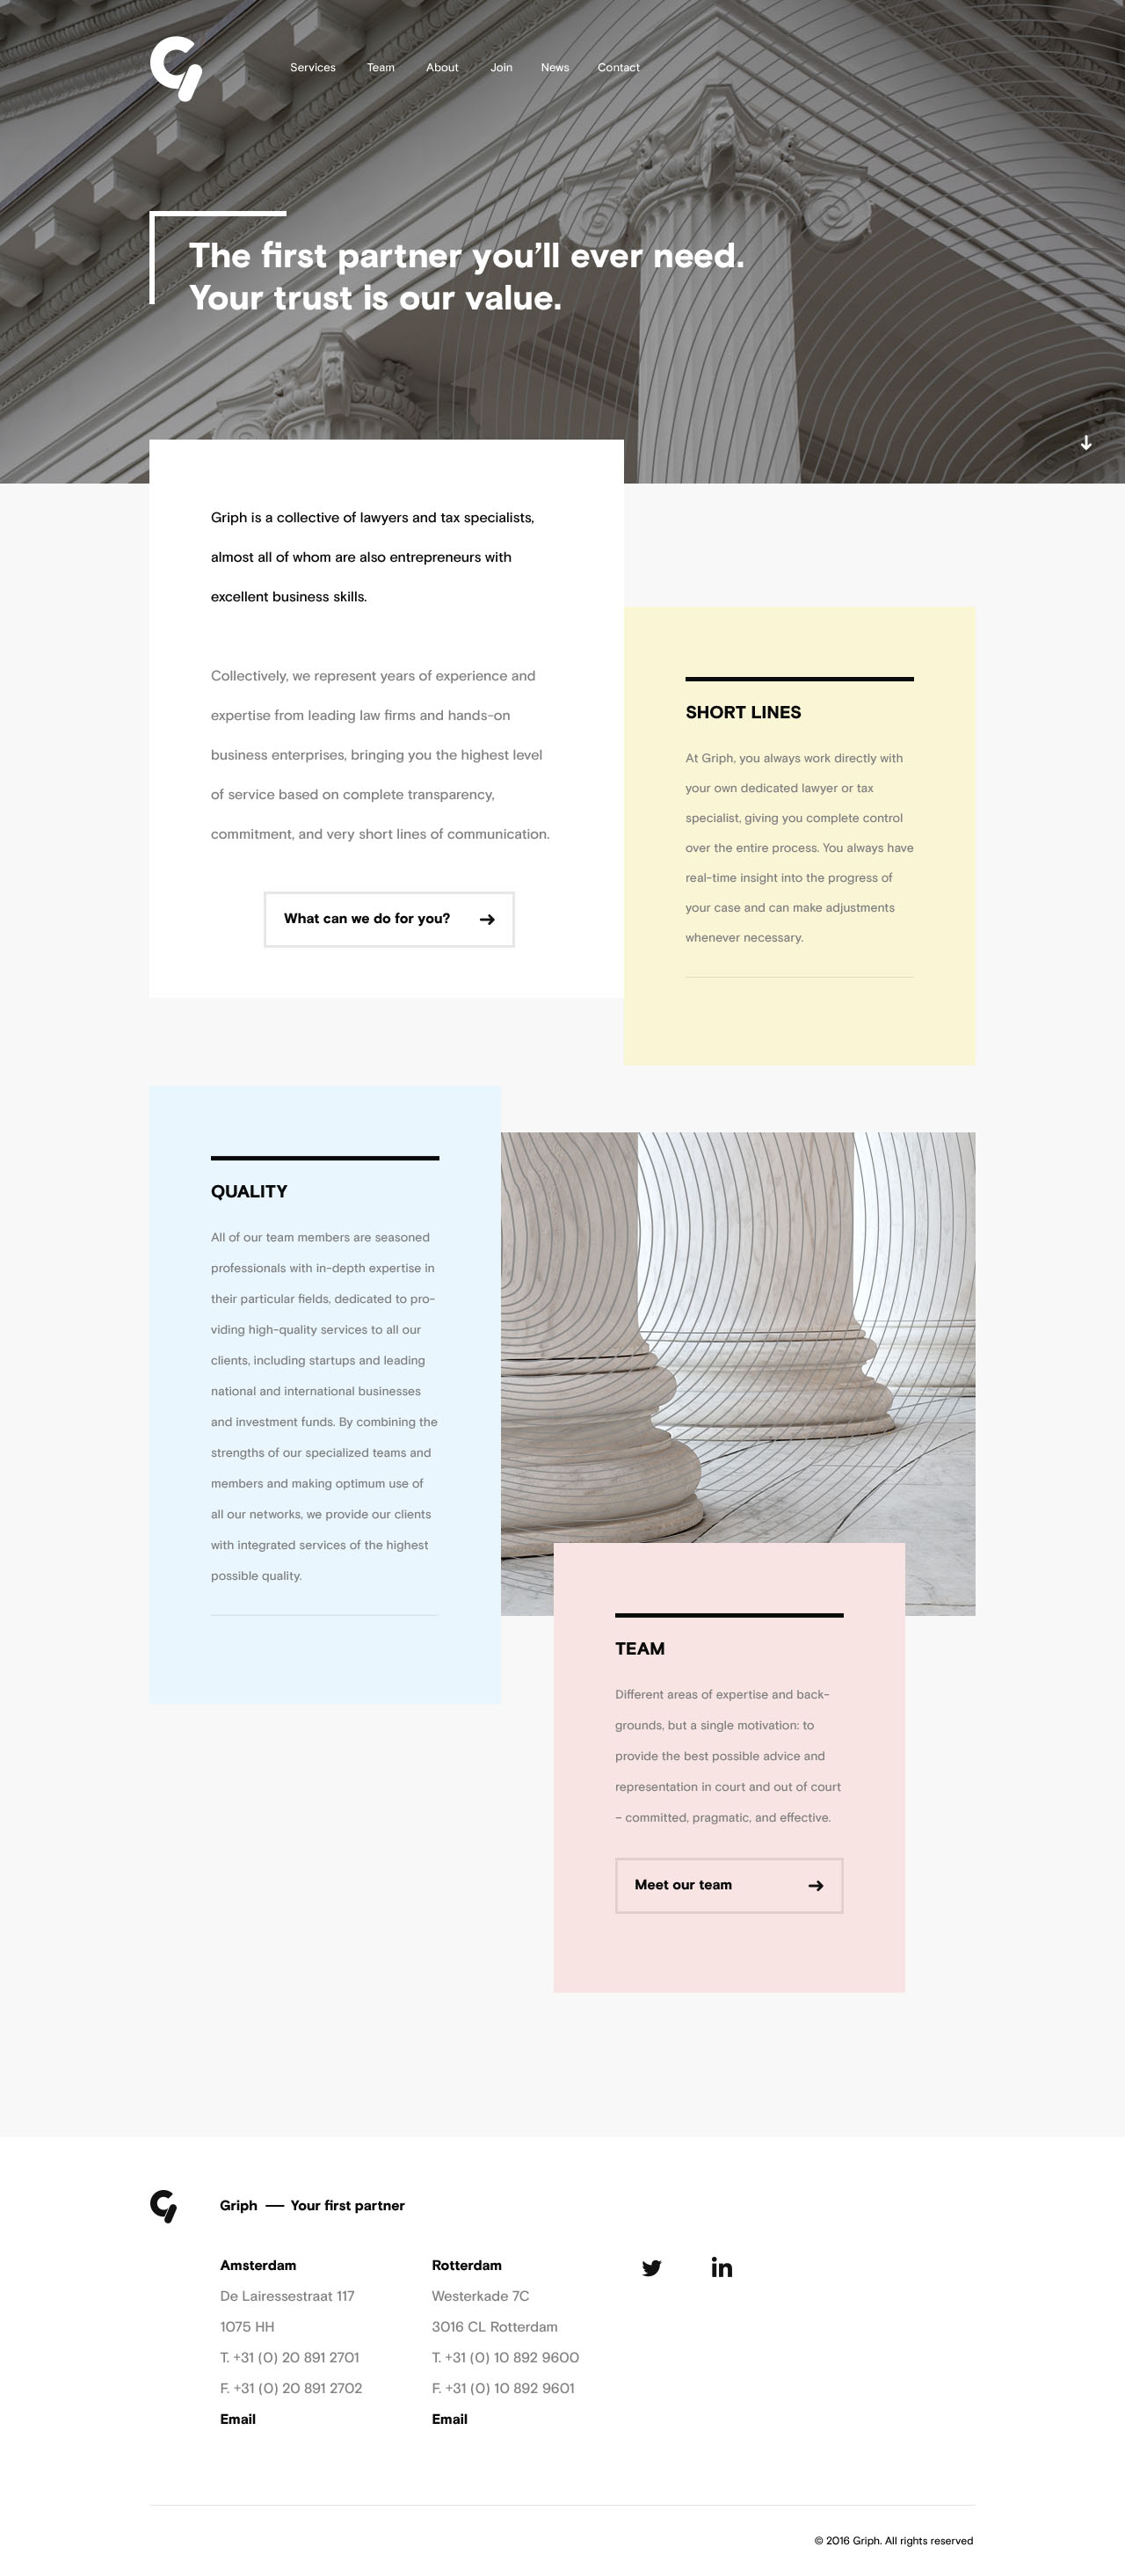 Services Team About Join News Contact
The first partner you'll ever need.
Your trust is our value.
Griph is a collective of lawyers and tax specialists,
almost all of whom are also entrepreneurs with
excellent business skills.
Collectively, we represent years of experience and
expertise from leading law firms and hands-on
business enterprises, bringing you the highest level
of service based on complete transparency,
commitment, and very short lines of communication.
What can we do for you?
SHORT LINES
At Griph, you always work directly with
your own dedicated lawyer or tax
specialist, giving you complete control
over the entire process. You always have
real-time insight into the progress of
your case and can make adjustments
whenever necessary.
QUALITY
All of our team members are seasoned
professionals with in-depth expertise in
their particular fields, dedicated to pro-
viding high-quality services to all our
clients, including startups and leading
national and international businesses
and investment funds. By combining the
strengths of our specialized teams and
members and making optimum use of
all our networks, we provide our clients
with integrated services of the highest
possible quality.
TEAM
Different areas of expertise and back-
grounds, but a single motivation: to
provide the best possible advice and
representation in court and out of court
– committed, pragmatic, and effective.
Meet our team
Griph — Your first partner
Amsterdam
De Lairessestraat 117
1075 HH
T. +31 (0) 20 891 2701
F. +31 (0) 20 891 2702
Email
Rotterdam
Westerkade 7C
3016 CL Rotterdam
T. +31 (0) 10 892 9600
F. +31 (0) 10 892 9601
Email
in
© 2016 Griph. All rights reserved